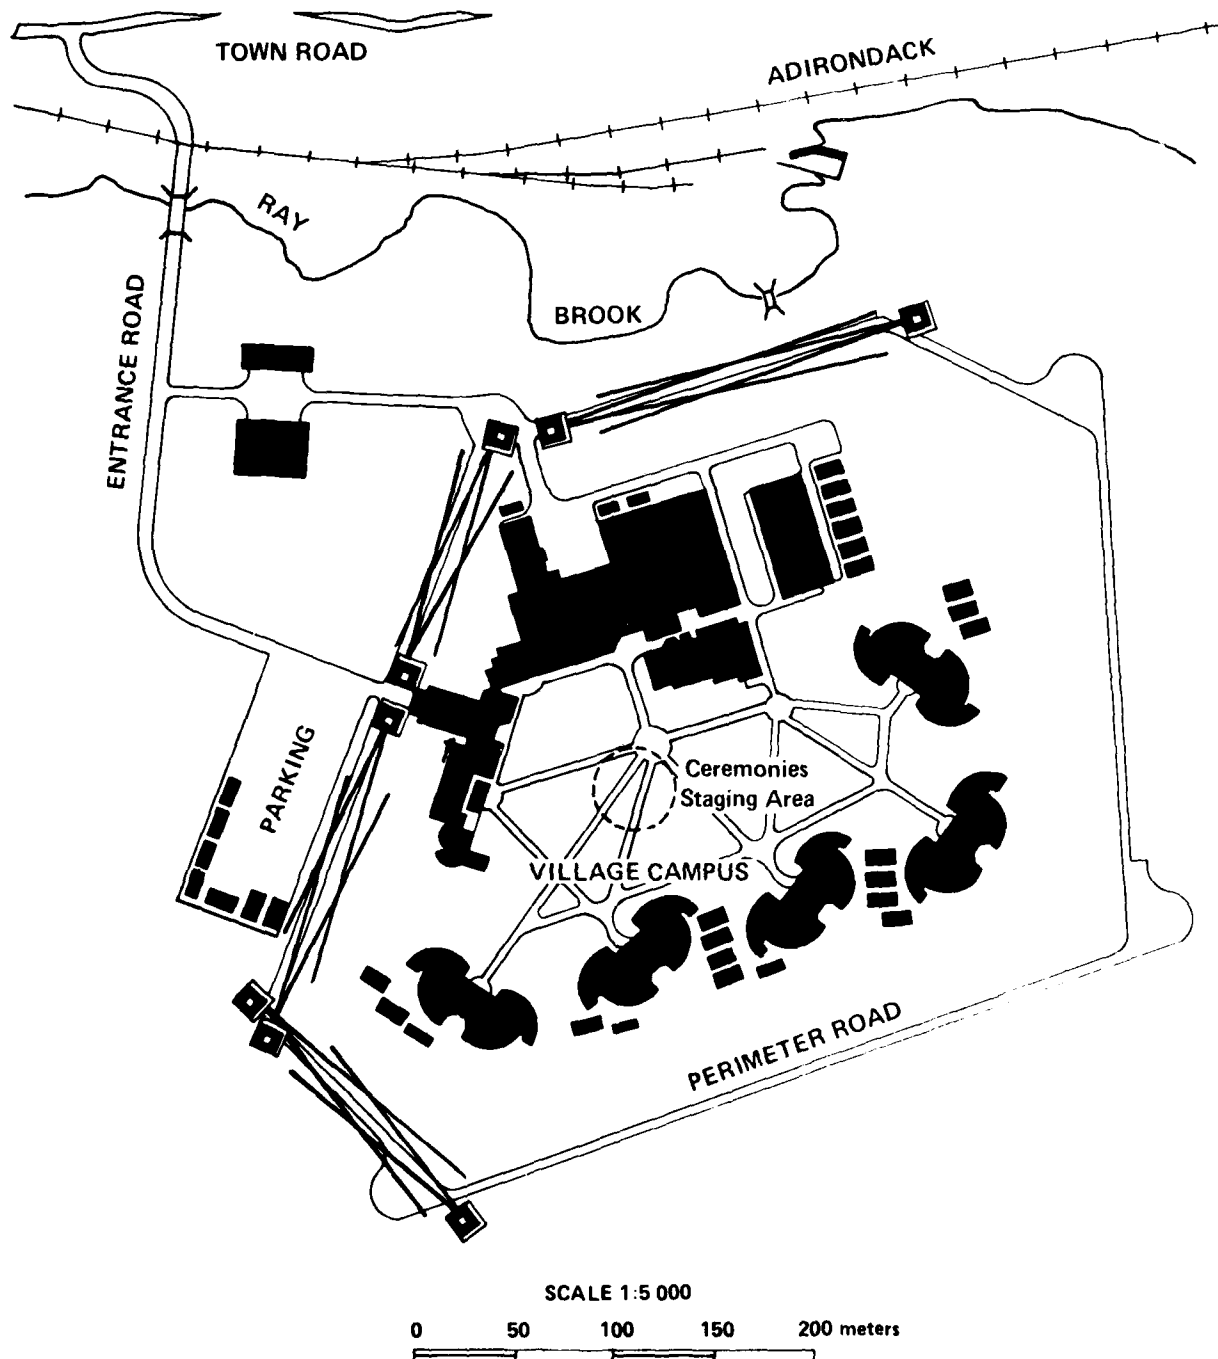 TOWN ROAD
ADIRONDACK
RAY
BROOK
ENTRANCE ROAD
PARKING
Ceremonies
Staging Area
VILLAGE CAMPUS
PERIMETER ROAD
SCALE 1:5 000
0 50 100 150 200 meters